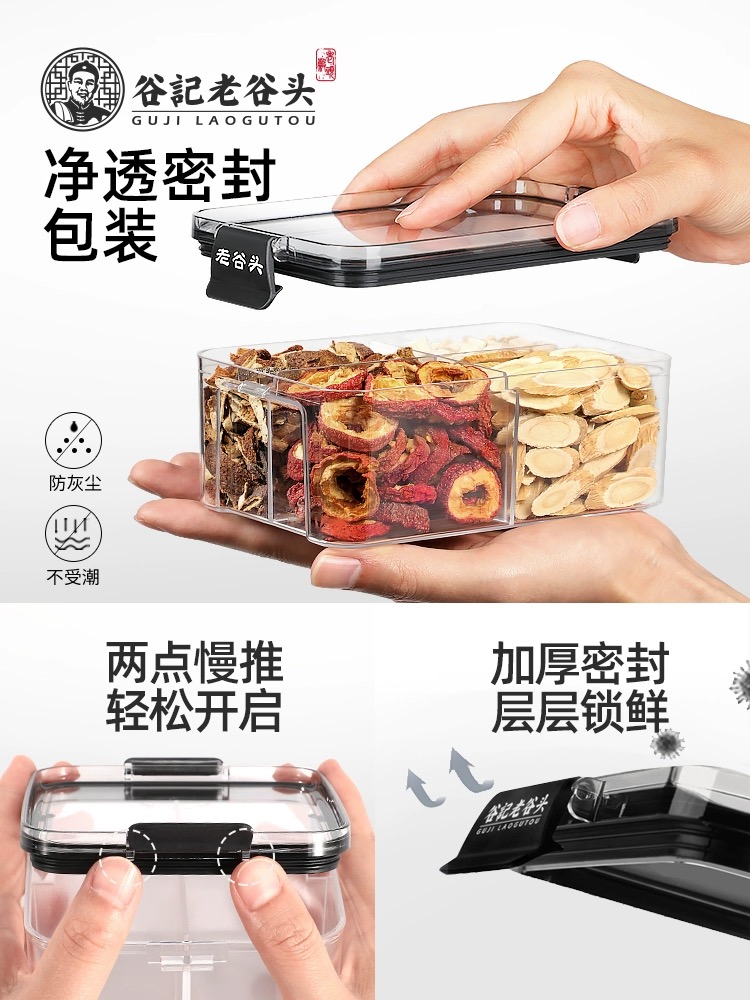 谷記老谷头
GUJI LAOGUTOU
净透密封
包装
老谷头
防灰尘
不受潮
两点慢推
轻松开启
加厚密封
层层锁鲜
谷記老谷头
GUJI LAOGUTOU